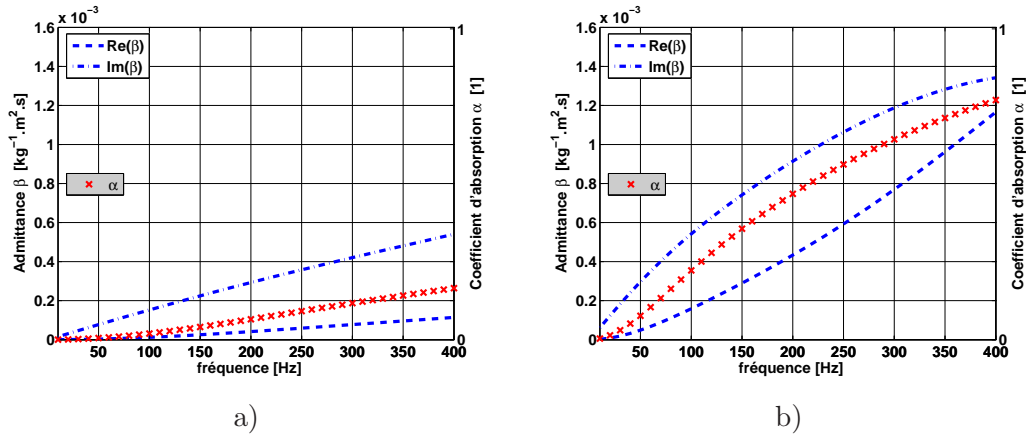 x 10⁻³
1.6
1.4
1.2
1
0.8
0.6
0.4
0.2
0
Admittance β [kg⁻¹.m².s]
Re(β)
Im(β)
α
50 100 150 200 250 300 350 400
fréquence [Hz]
1
0
Coefficient d'absorption α [1]
a)
x 10⁻³
1.6
1.4
1.2
1
0.8
0.6
0.4
0.2
0
Admittance β [kg⁻¹.m².s]
Re(β)
Im(β)
α
50 100 150 200 250 300 350 400
fréquence [Hz]
1
0
Coefficient d'absorption α [1]
b)